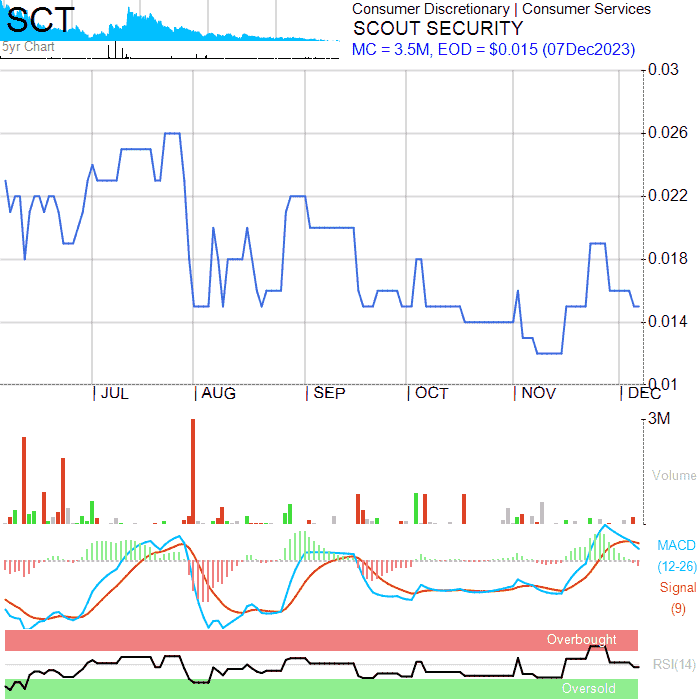 SCT
5yr Chart
Consumer Discretionary | Consumer Services
SCOUT SECURITY
MC = 3.5M, EOD = $0.015 (07Dec2023)
0.03
0.026
0.022
0.018
0.014
0.01
JUL AUG SEP OCT NOV DEC
3M
Volume
MACD
(12-26)
Signal
(9)
Overbought
RSI(14)
Oversold